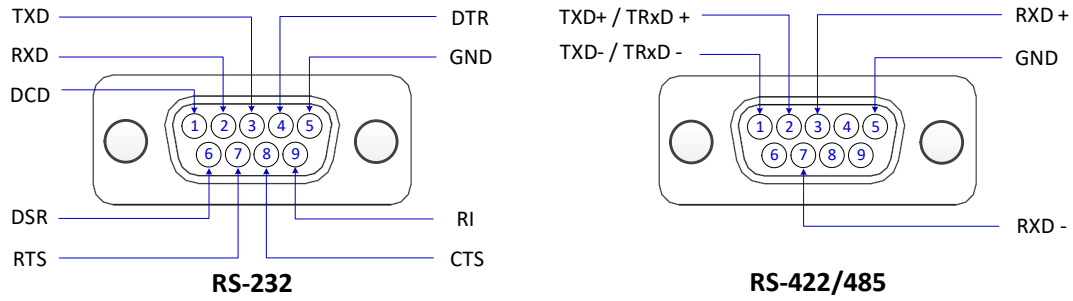 TXD
DTR
RXD
GND
DCD
1 2 3 4 5
6 7 8 9
DSR
RI
RTS
CTS
RS-232
TXD+ / TRxD +
RXD +
TXD- / TRxD -
GND
1 2 3 4 5
6 7 8 9
RXD -
RS-422/485